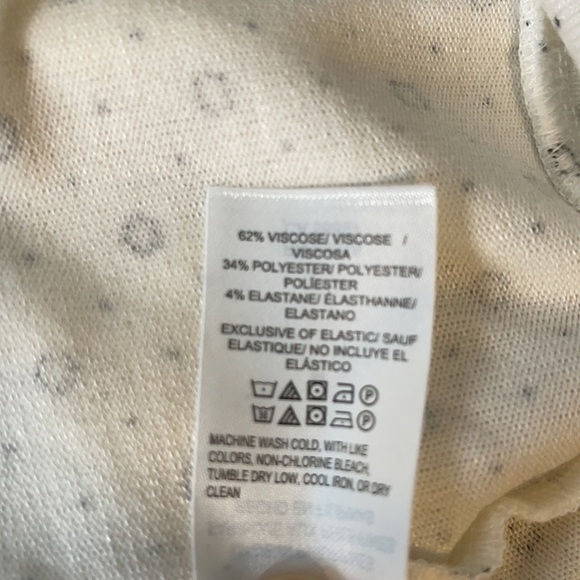 62% VISCOSE/ VISCOSE /
VISCOSA
34% POLYESTER/ POLYESTER/
POLÍESTER
4% ELASTANE/ ÉLASTHANNE/
ELASTANO
EXCLUSIVE OF ELASTIC/ SAUF
ELASTIQUE/ NO INCLUYE EL
ELÁSTICO
P
P
MACHINE WASH COLD, WITH LIKE
COLORS, NON-CHLORINE BLEACH,
TUMBLE DRY LOW, COOL IRON, OR DRY
CLEAN